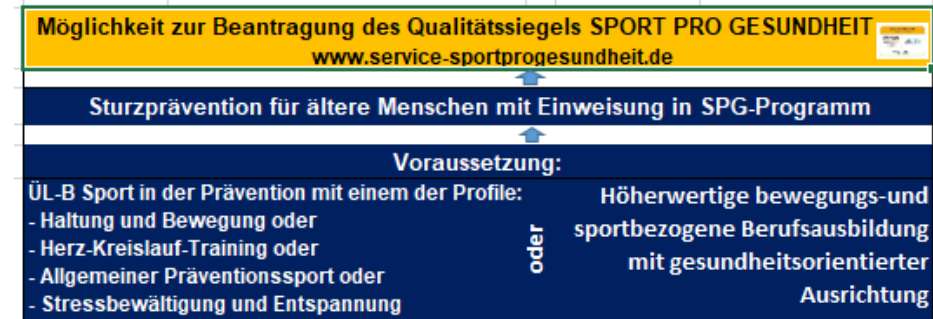 Möglichkeit zur Beantragung des Qualitätssiegels SPORT PRO GESUNDHEIT
www.service-sportprogesundheit.de
Sturzprävention für ältere Menschen mit Einweisung in SPG-Programm
Voraussetzung:
ÜL-B Sport in der Prävention mit einem der Profile:
- Haltung und Bewegung oder
- Herz-Kreislauf-Training oder
- Allgemeiner Präventionssport oder
- Stressbewältigung und Entspannung
oder
Höherwertige bewegungs-und
sportbezogene Berufsausbildung
mit gesundheitsorientierter
Ausrichtung